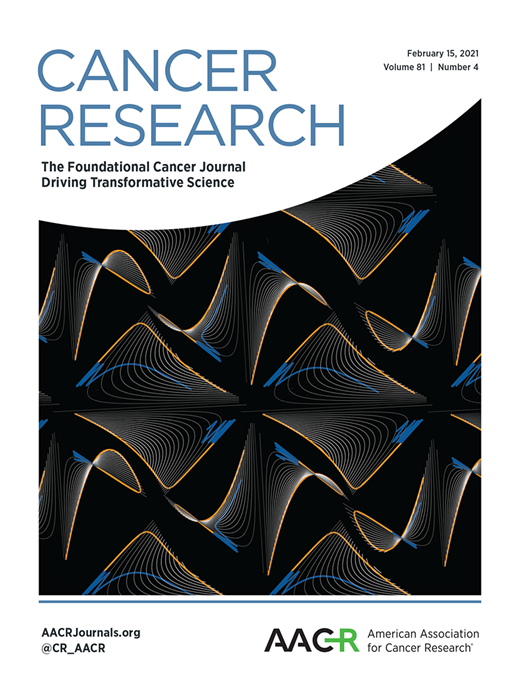 February 15, 2021
Volume 81 | Number 4
CANCER
RESEARCH
The Foundational Cancer Journal
Driving Transformative Science
AACRJournals.org
@CR_AACR
AACR
American Association
for Cancer Research®